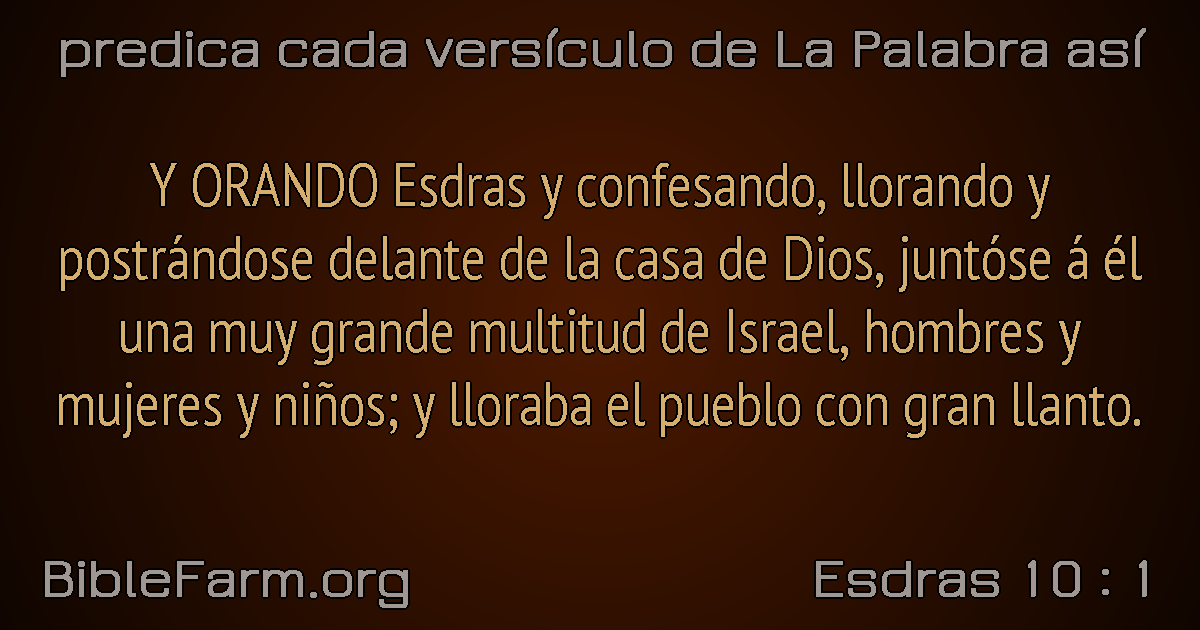 predica cada versículo de La Palabra así
Y ORANDO Esdras y confesando, llorando y
postrándose delante de la casa de Dios, juntóse á él
una muy grande multitud de Israel, hombres y
mujeres y niños; y lloraba el pueblo con gran llanto.
BibleFarm.org
Esdras 10 : 1